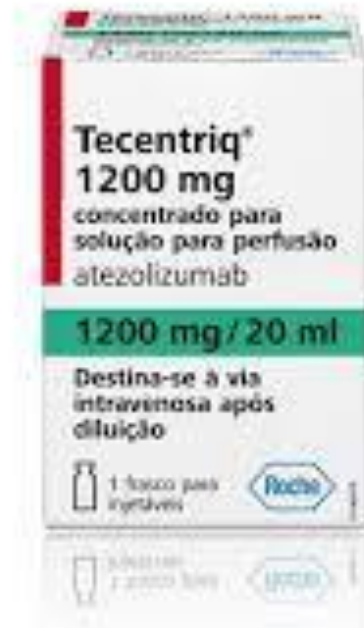 Tecentriq®
1200 mg
concentrado para
solução para perfusão
atezolizumab
1200 mg/20 ml
Destina-se à via
intravenosa após
diluição
1 frasco para
injetáveis
Roche